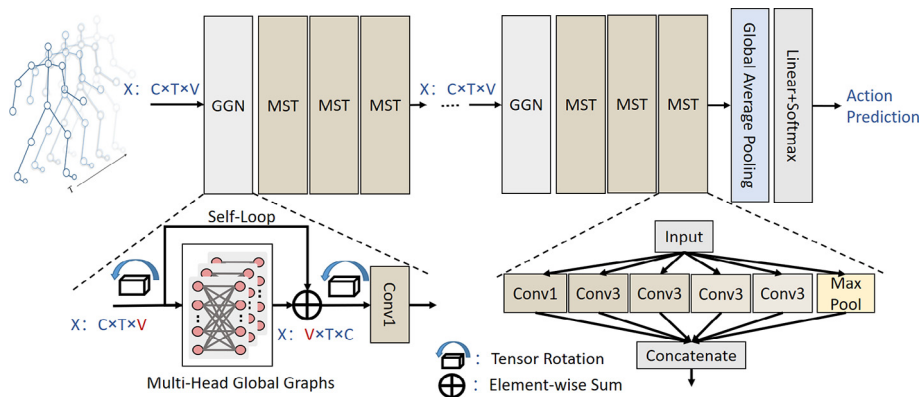 X: C×T×V
GGN
MST
MST
MST
X: C×T×V
GGN
MST
MST
MST
Global Average Pooling
Linear+Softmax
Action
Prediction
T
Self-Loop
Conv1
X: C×T×V
X: V×T×C
Multi-Head Global Graphs
: Tensor Rotation
: Element-wise Sum
Input
Conv1
Conv3
Conv3
Conv3
Conv3
Max
Pool
Concatenate